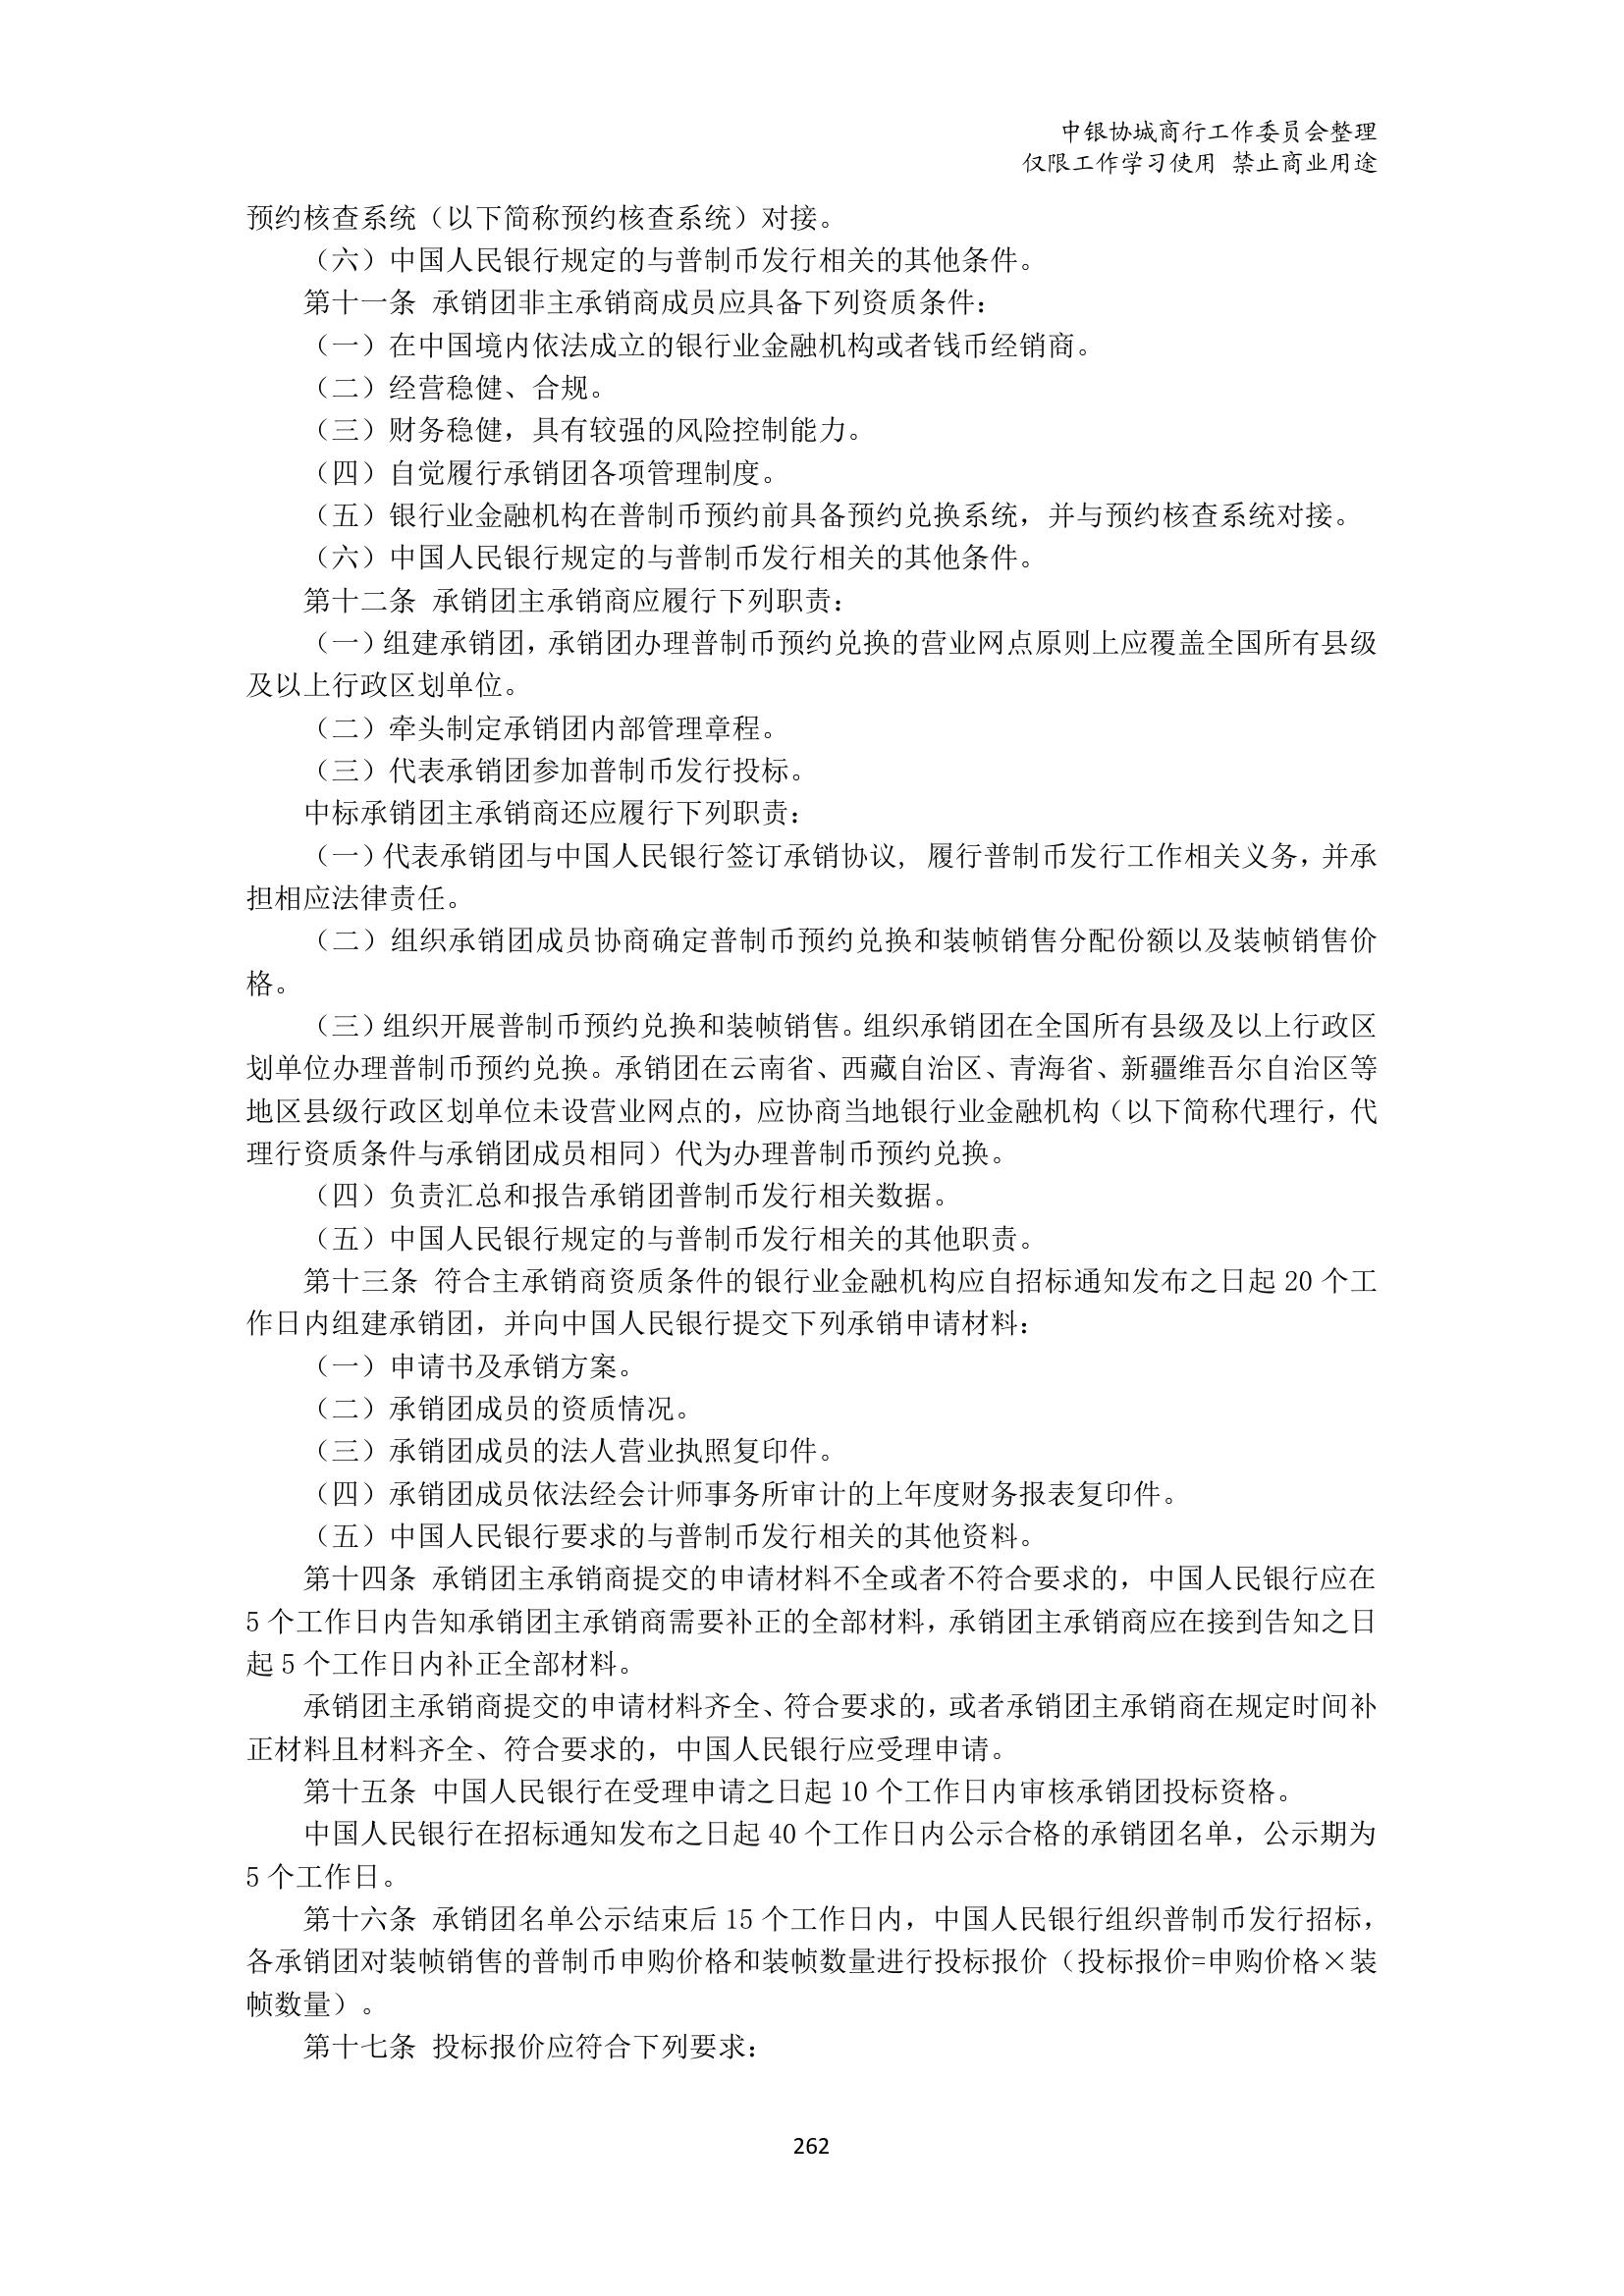 中银协城商行工作委员会整理
仅限工作学习使用 禁止商业用途
预约核查系统（以下简称预约核查系统）对接。
（六）中国人民银行规定的与普制币发行相关的其他条件。
第十一条 承销团非主承销商成员应具备下列资质条件：
（一）在中国境内依法成立的银行业金融机构或者钱币经销商。
（二）经营稳健、合规。
（三）财务稳健，具有较强的风险控制能力。
（四）自觉履行承销团各项管理制度。
（五）银行业金融机构在普制币预约前具备预约兑换系统，并与预约核查系统对接。
（六）中国人民银行规定的与普制币发行相关的其他条件。
第十二条 承销团主承销商应履行下列职责：
（一）组建承销团，承销团办理普制币预约兑换的营业网点原则上应覆盖全国所有县级
及以上行政区划单位。
（二）牵头制定承销团内部管理章程。
（三）代表承销团参加普制币发行投标。
中标承销团主承销商还应履行下列职责：
（一）代表承销团与中国人民银行签订承销协议，履行普制币发行工作相关义务，并承
担相应法律责任。
（二）组织承销团成员协商确定普制币预约兑换和装帧销售分配份额以及装帧销售价
格。
（三）组织开展普制币预约兑换和装帧销售。组织承销团在全国所有县级及以上行政区
划单位办理普制币预约兑换。承销团在云南省、西藏自治区、青海省、新疆维吾尔自治区等
地区县级行政区划单位未设营业网点的，应协商当地银行业金融机构（以下简称代理行，代
理行资质条件与承销团成员相同）代为办理普制币预约兑换。
（四）负责汇总和报告承销团普制币发行相关数据。
（五）中国人民银行规定的与普制币发行相关的其他职责。
第十三条 符合主承销商资质条件的银行业金融机构应自招标通知发布之日起 20 个工
作日内组建承销团，并向中国人民银行提交下列承销申请材料：
（一）申请书及承销方案。
（二）承销团成员的资质情况。
（三）承销团成员的法人营业执照复印件。
（四）承销团成员依法经会计师事务所审计的上年度财务报表复印件。
（五）中国人民银行要求的与普制币发行相关的其他资料。
第十四条 承销团主承销商提交的申请材料不全或者不符合要求的，中国人民银行应在
5 个工作日内告知承销团主承销商需要补正的全部材料，承销团主承销商应在接到告知之日
起 5 个工作日内补正全部材料。
承销团主承销商提交的申请材料齐全、符合要求的，或者承销团主承销商在规定时间补
正材料且材料齐全、符合要求的，中国人民银行应受理申请。
第十五条 中国人民银行在受理申请之日起 10 个工作日内审核承销团投标资格。
中国人民银行在招标通知发布之日起 40 个工作日内公示合格的承销团名单，公示期为
5 个工作日。
第十六条 承销团名单公示结束后 15 个工作日内，中国人民银行组织普制币发行招标，
各承销团对装帧销售的普制币申购价格和装帧数量进行投标报价（投标报价=申购价格×装
帧数量）。
第十七条 投标报价应符合下列要求：
262